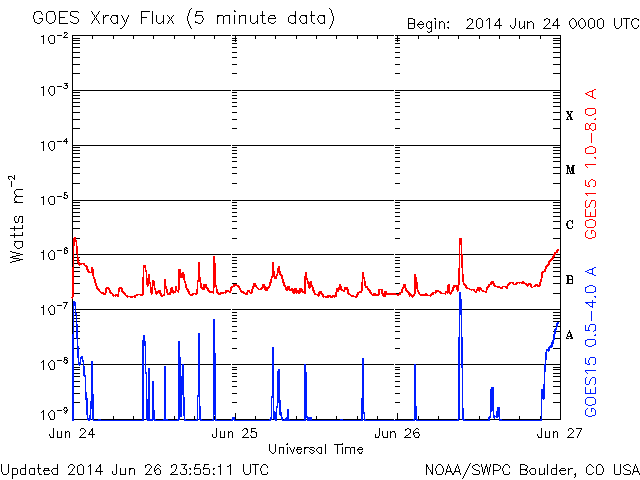 GOES Xray Flux (5 minute data)
Begin: 2014 Jun 24 0000 UTC
10-2
10-3
10-4
10-5
10-6
10-7
10-8
10-9
Watts m-2
X
M
C
B
A
GOES15 1.0-8.0 A
GOES15 0.5-4.0 A
Jun 24
Jun 25
Jun 26
Jun 27
Universal Time
Updated 2014 Jun 26 23:55:11 UTC
NOAA/SWPC Boulder, CO USA